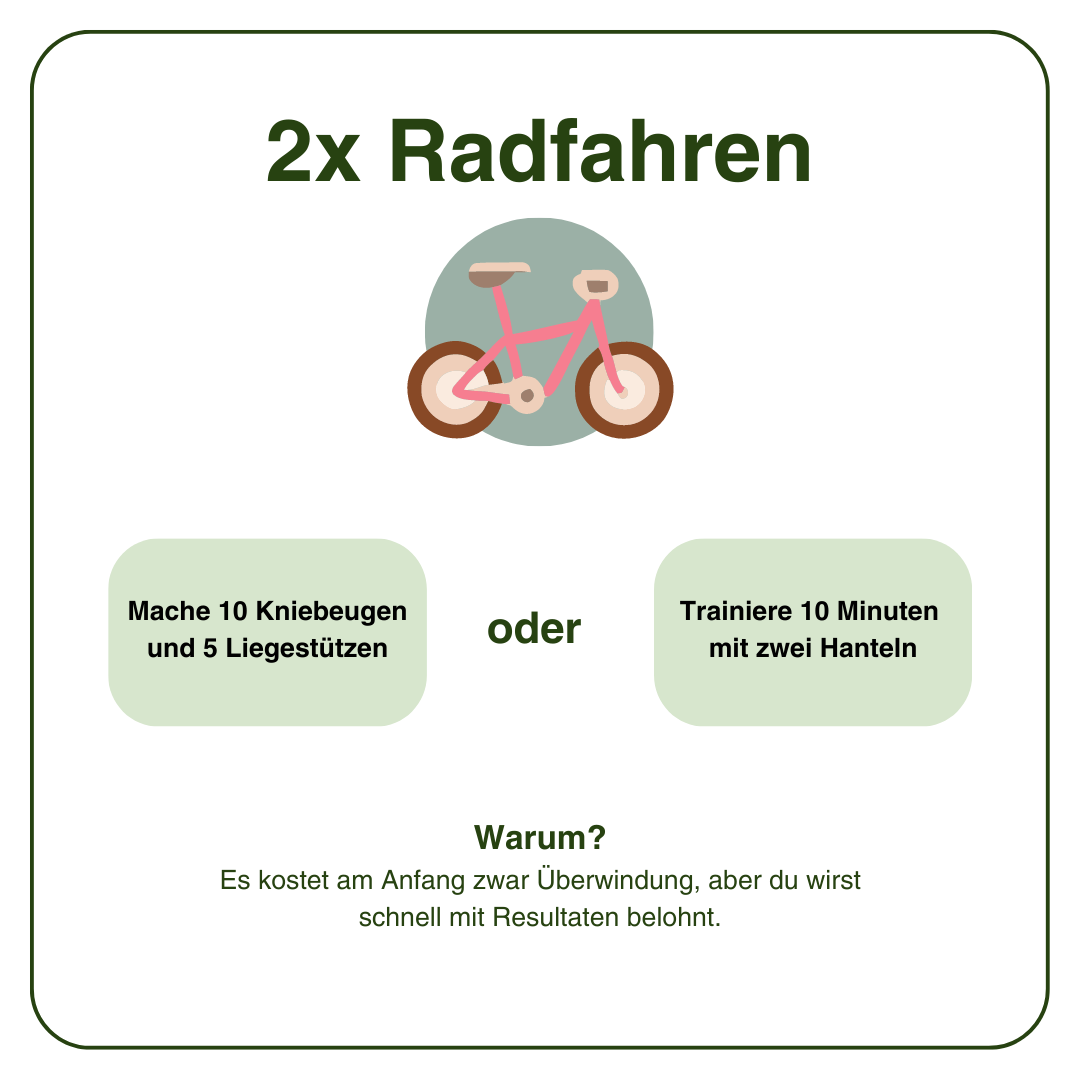 2x Radfahren
Mache 10 Kniebeugen
und 5 Liegestützen
oder
Trainiere 10 Minuten
mit zwei Hanteln
Warum?
Es kostet am Anfang zwar Überwindung, aber du wirst
schnell mit Resultaten belohnt.